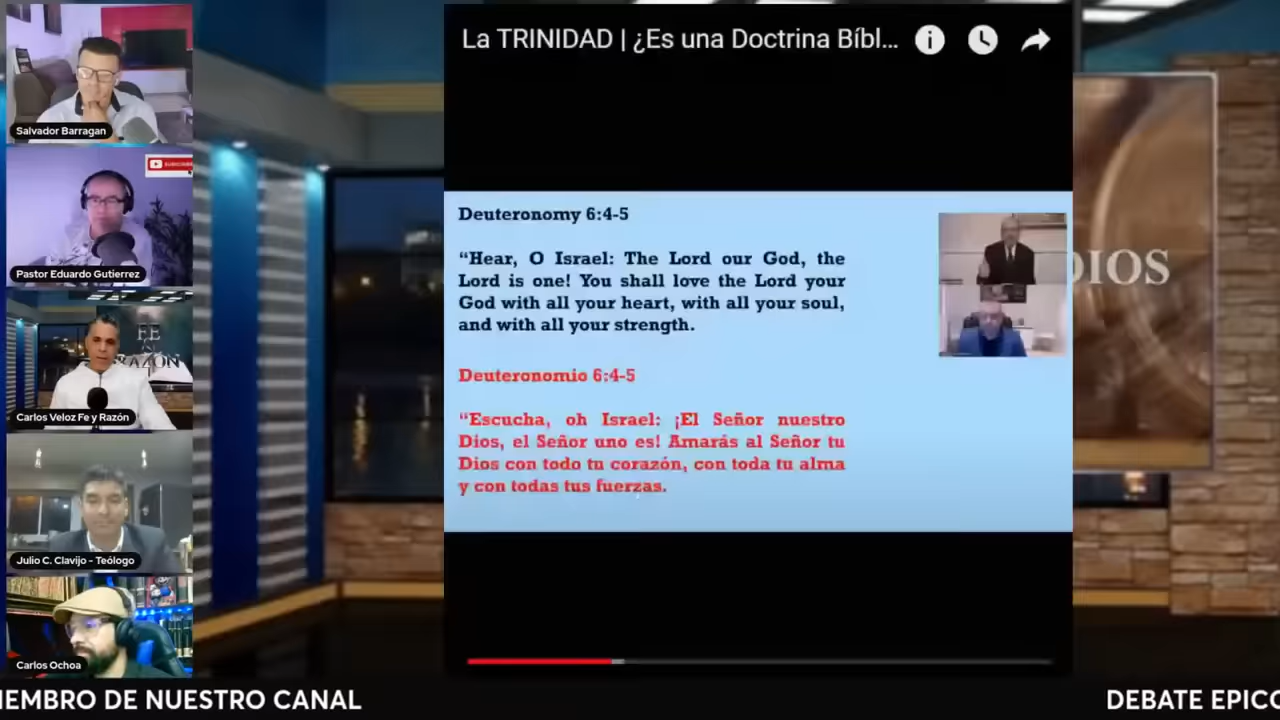 Salvador Barragan
SUBSCRIBE
Pastor Eduardo Gutierrez
FE
RAZÓN
Carlos Veloz Fe y Razón
Julio C. Clavijo - Teólogo
Carlos Ochoa
La TRINIDAD | ¿Es una Doctrina Bíbl...
Deuteronomy 6:4-5
“Hear, O Israel: The Lord our God, the
Lord is one! You shall love the Lord your
God with all your heart, with all your soul,
and with all your strength.
Deuteronomio 6:4-5
“Escucha, oh Israel: ¡El Señor nuestro
Dios, el Señor uno es! Amarás al Señor tu
Dios con todo tu corazón, con toda tu alma
y con todas tus fuerzas.
DIOS
IEMBRO DE NUESTRO CANAL
DEBATE EPICO